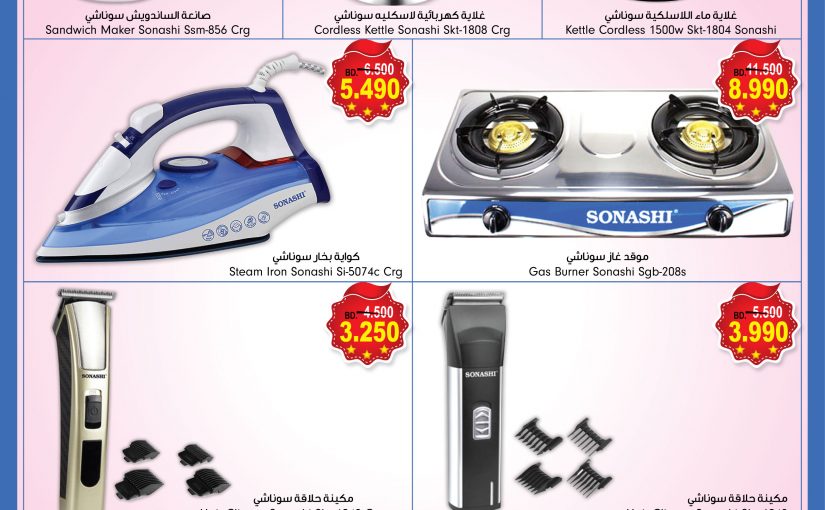 صانعة الساندويش سوناشي
Sandwich Maker Sonashi Ssm-856 Crg
غلاية كهربائية لاسكليه سوناشي
Cordless Kettle Sonashi Skt-1808 Crg
غلاية ماء اللاسلكية سوناشي
Kettle Cordless 1500w Skt-1804 Sonashi
BD. 6.500
5.490
SONASHI
كواية بخار سوناشي
Steam Iron Sonashi Si-5074c Crg
BD. 11.500
8.990
SONASHI
موقد غاز سوناشي
Gas Burner Sonashi Sgb-208s
BD. 4.500
3.250
SONASHI
مكينة حلاقة سوناشي
BD. 5.500
3.990
SONASHI
مكينة حلاقة سوناشي